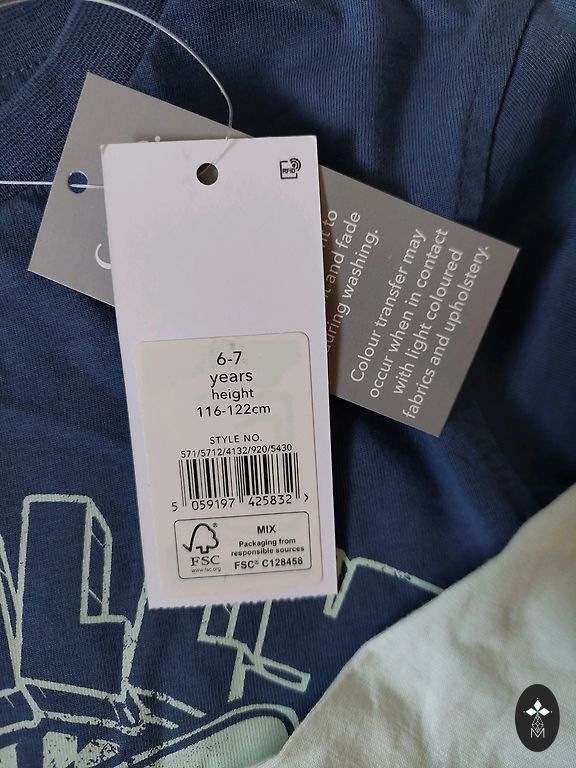 RFID
6-7
years
height
116-122cm
STYLE NO.
571/5712/4132/920/5430
5 059197 425832 >
FSC
www.fsc.org
MIX
Packaging from
responsible sources
FSC® C128458
to
and fade
during washing.
Colour transfer may
occur when in contact
with light coloured
fabrics and upholstery.
M